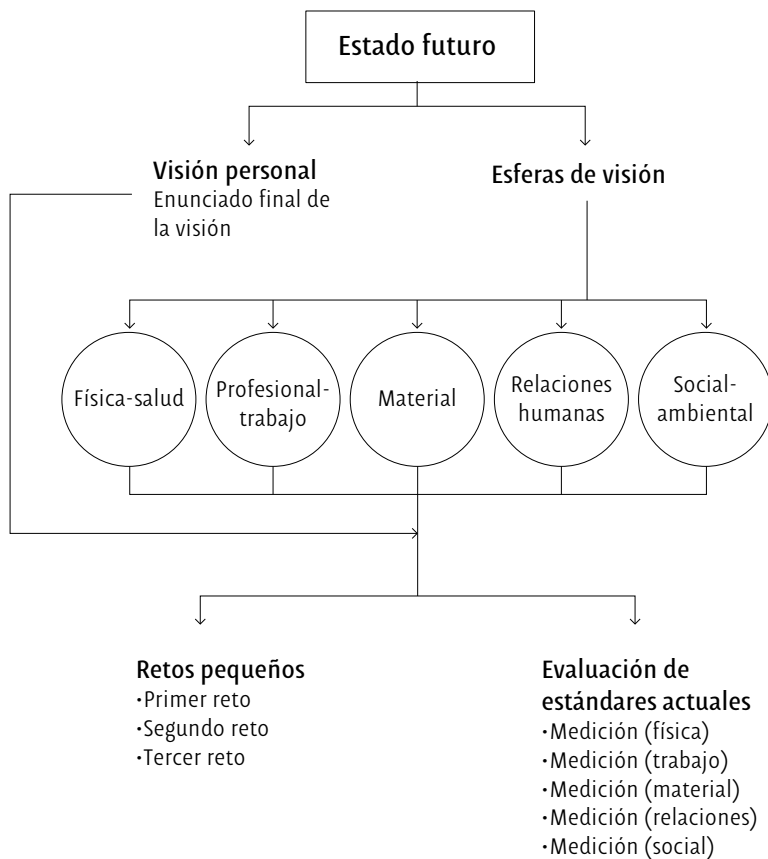 Estado futuro
Visión personal
Enunciado final de
la visión
Esferas de visión
Física-salud
Profesional-
trabajo
Material
Relaciones
humanas
Social-
ambiental
Retos pequeños
·Primer reto
·Segundo reto
·Tercer reto
Evaluación de
estándares actuales
·Medición (física)
·Medición (trabajo)
·Medición (material)
·Medición (relaciones)
·Medición (social)